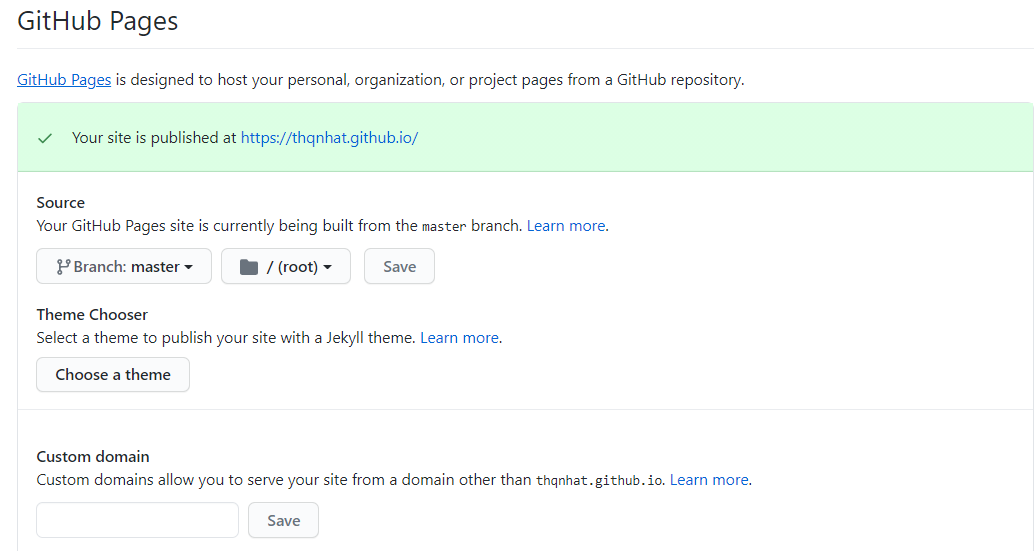 GitHub Pages
GitHub Pages is designed to host your personal, organization, or project pages from a GitHub repository.
Your site is published at https://thqnhat.github.io/
Source
Your GitHub Pages site is currently being built from the master branch. Learn more.
Branch: master / (root) Save
Theme Chooser
Select a theme to publish your site with a Jekyll theme. Learn more.
Choose a theme
Custom domain
Custom domains allow you to serve your site from a domain other than thqnhat.github.io. Learn more.
Save